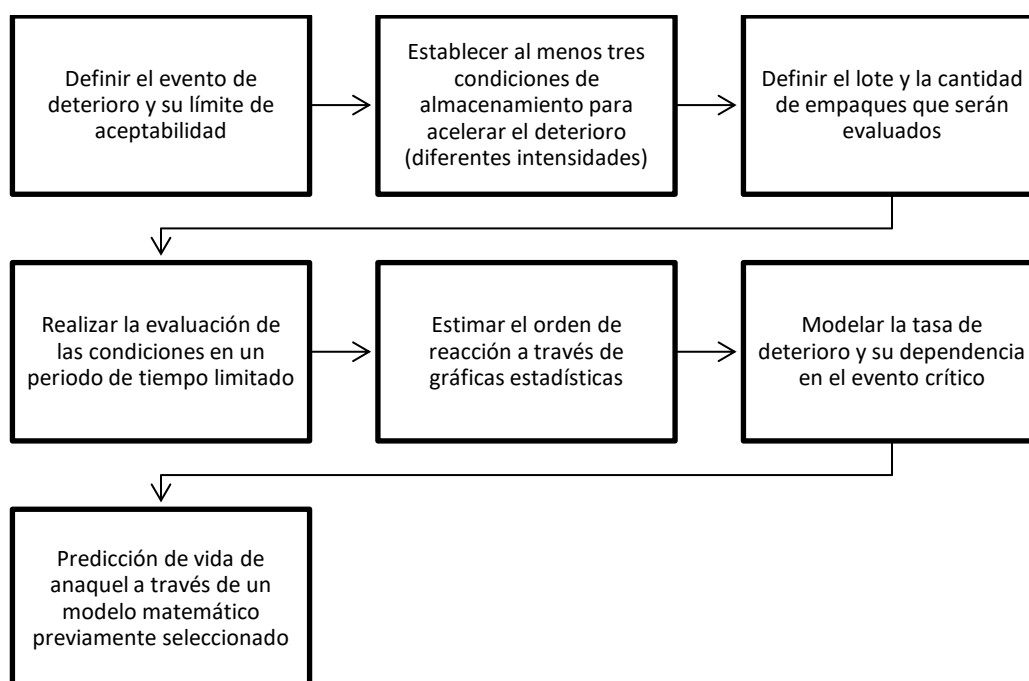 Definir el evento de
deterioro y su límite de
aceptabilidad
Establecer al menos tres
condiciones de
almacenamiento para
acelerar el deterioro
(diferentes intensidades)
Definir el lote y la cantidad
de empaques que serán
evaluados
Realizar la evaluación de
las condiciones en un
periodo de tiempo limitado
Estimar el orden de
reacción a través de
gráficas estadísticas
Modelar la tasa de
deterioro y su dependencia
en el evento crítico
Predicción de vida de
anaquel a través de un
modelo matemático
previamente seleccionado